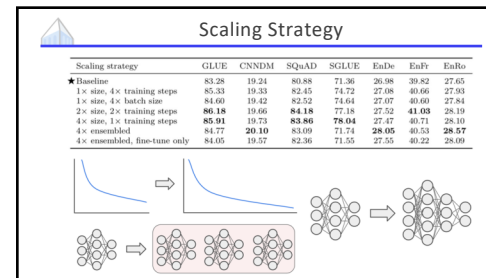 Scaling Strategy
Scaling strategy GLUE CNNDM SQuAD SGLUE EnDe EnFr EnRo
★Baseline 83.28 19.24 80.88 71.36 26.98 39.82 27.65
1× size, 4× training steps 85.33 19.33 82.45 74.72 27.08 40.66 27.93
1× size, 4× batch size 84.60 19.42 82.52 74.64 27.07 40.60 27.84
2× size, 2× training steps 86.18 19.66 84.18 77.18 27.52 41.03 28.19
4× size, 1× training steps 85.91 19.73 83.86 78.04 27.47 40.71 28.10
4× ensembled 84.77 20.10 83.09 71.74 28.05 40.53 28.57
4× ensembled, fine-tune only 84.05 19.57 82.36 71.55 27.55 40.22 28.09